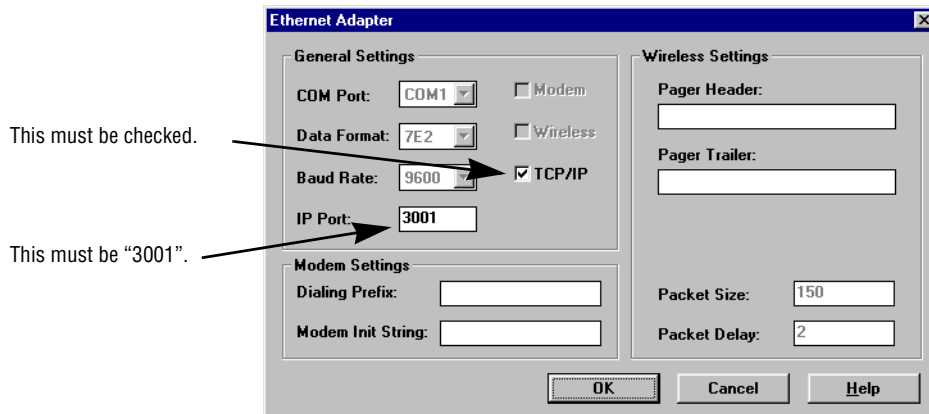 Ethernet Adapter
General Settings
COM Port: COM1
Modem
Data Format: 7E2
Wireless
Baud Rate: 9600
TCP/IP
IP Port: 3001
This must be checked.
This must be “3001”.
Modem Settings
Dialing Prefix:
Modem Init String:
Wireless Settings
Pager Header:
Pager Trailer:
Packet Size: 150
Packet Delay: 2
OK
Cancel
Help